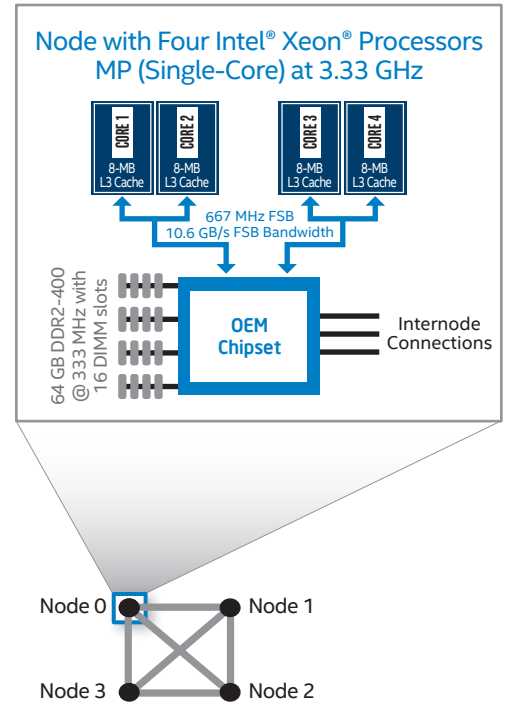 Node with Four Intel® Xeon® Processors
MP (Single-Core) at 3.33 GHz
CORE 1
8-MB
L3 Cache
CORE 2
8-MB
L3 Cache
CORE 3
8-MB
L3 Cache
CORE 4
8-MB
L3 Cache
667 MHz FSB
10.6 GB/s FSB Bandwidth
64 GB DDR2-400
@ 333 MHz with
16 DIMM slots
OEM
Chipset
Internode
Connections
Node 0
Node 1
Node 3
Node 2